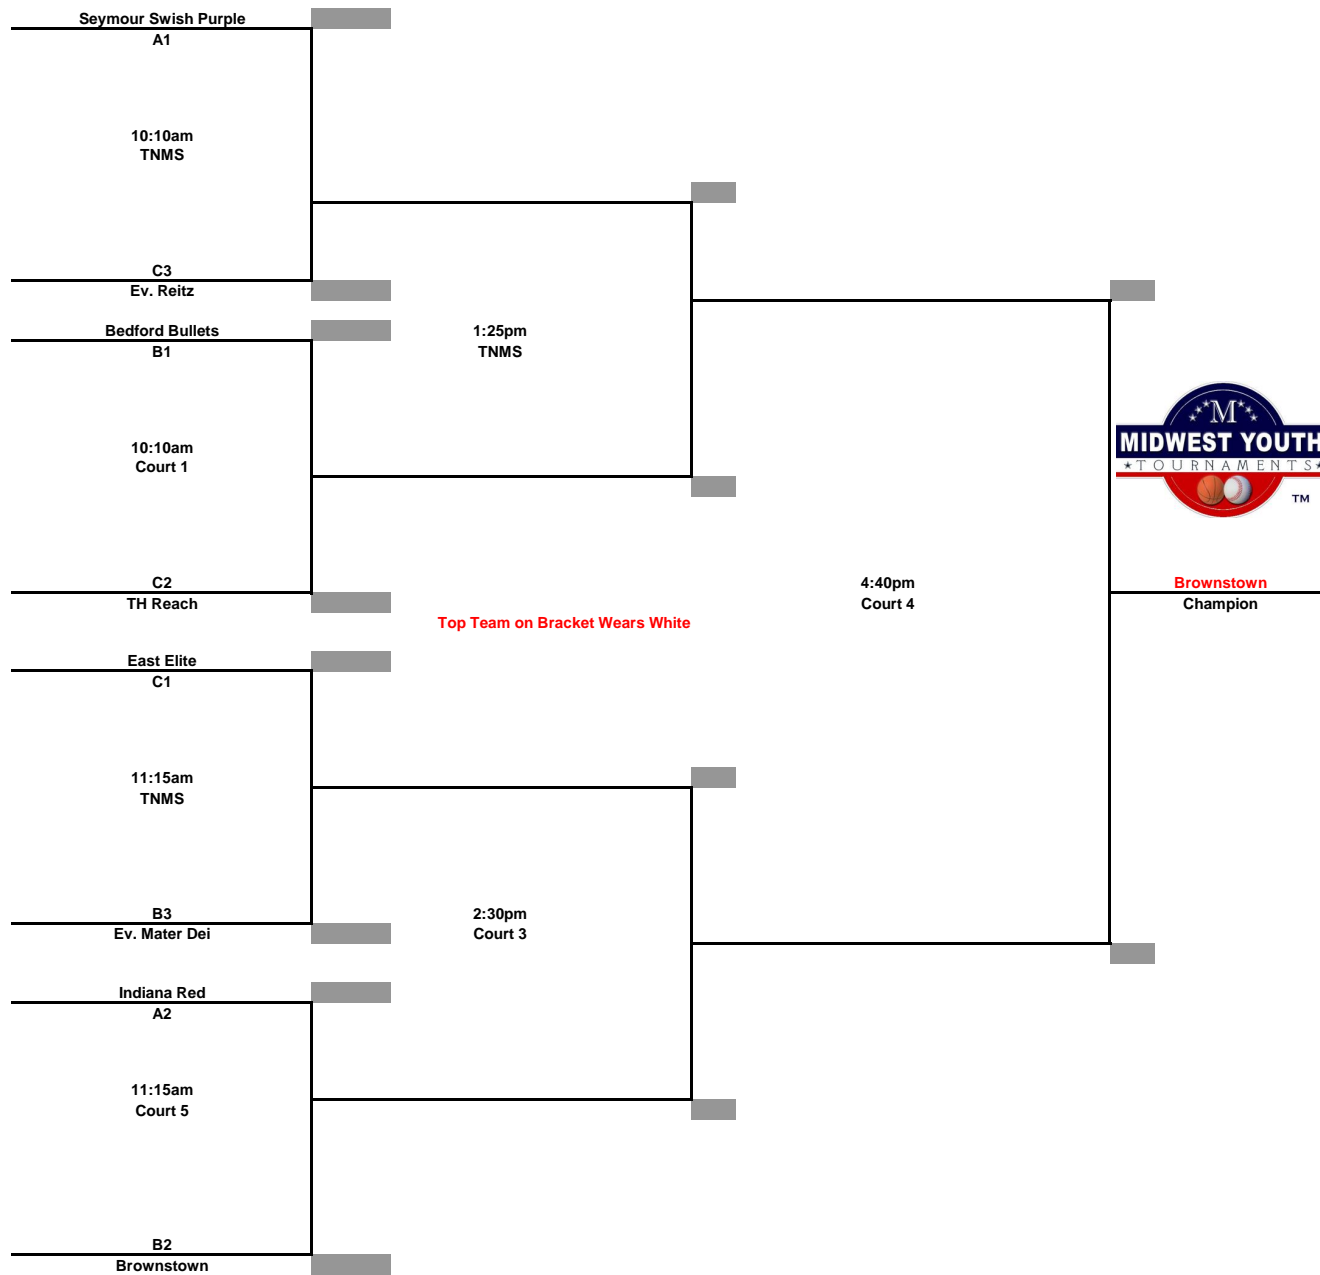 Seymour Swish Purple
A1
10:10am
TNMS
C3
Ev. Reitz
Bedford Bullets
B1
1:25pm
TNMS
10:10am
Court 1
M
MIDWEST YOUTH
★TOURNAMENTS★
TM
C2
TH Reach
4:40pm
Court 4
Brownstown
Champion
Top Team on Bracket Wears White
East Elite
C1
11:15am
TNMS
B3
Ev. Mater Dei
2:30pm
Court 3
Indiana Red
A2
11:15am
Court 5
B2
Brownstown